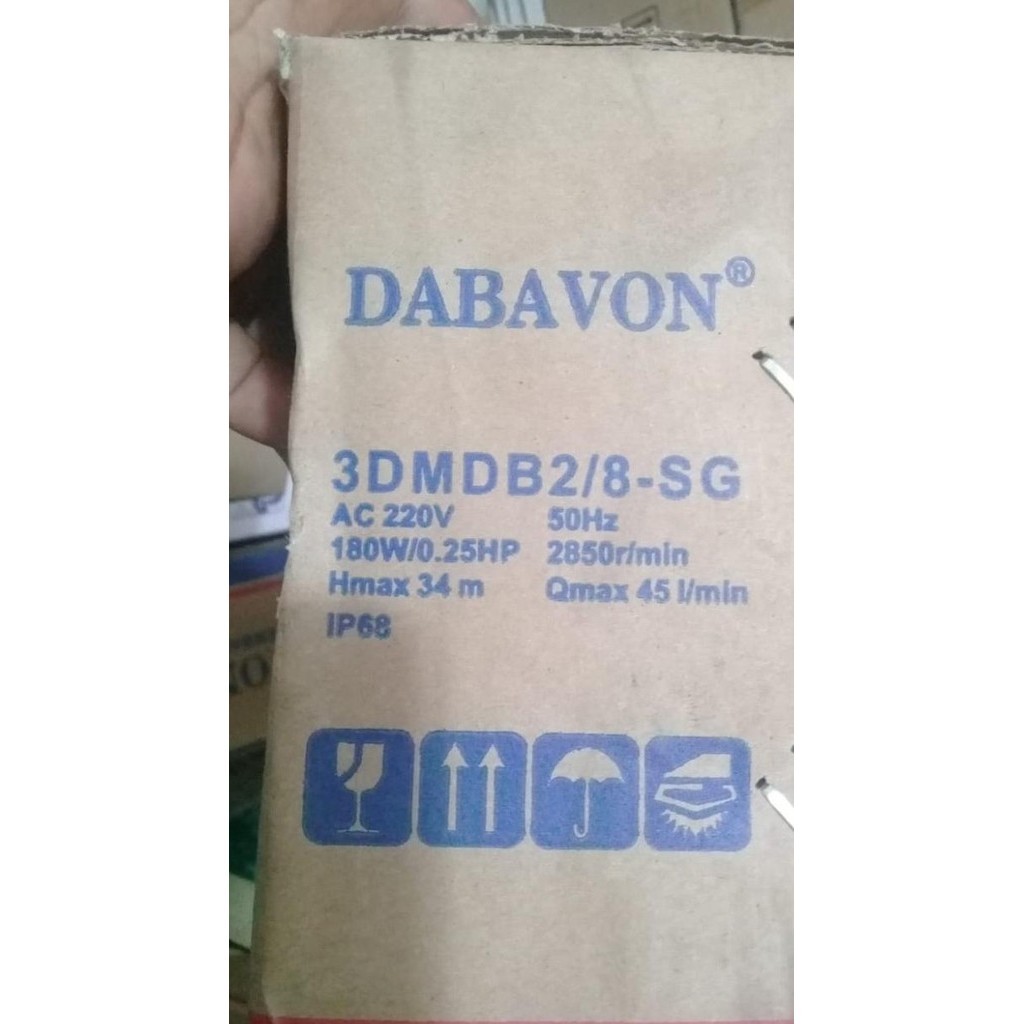 DABAVON®
3DMDB2/8-SG
AC 220V 50Hz
180W/0.25HP 2850r/min
Hmax 34 m Qmax 45 l/min
IP68